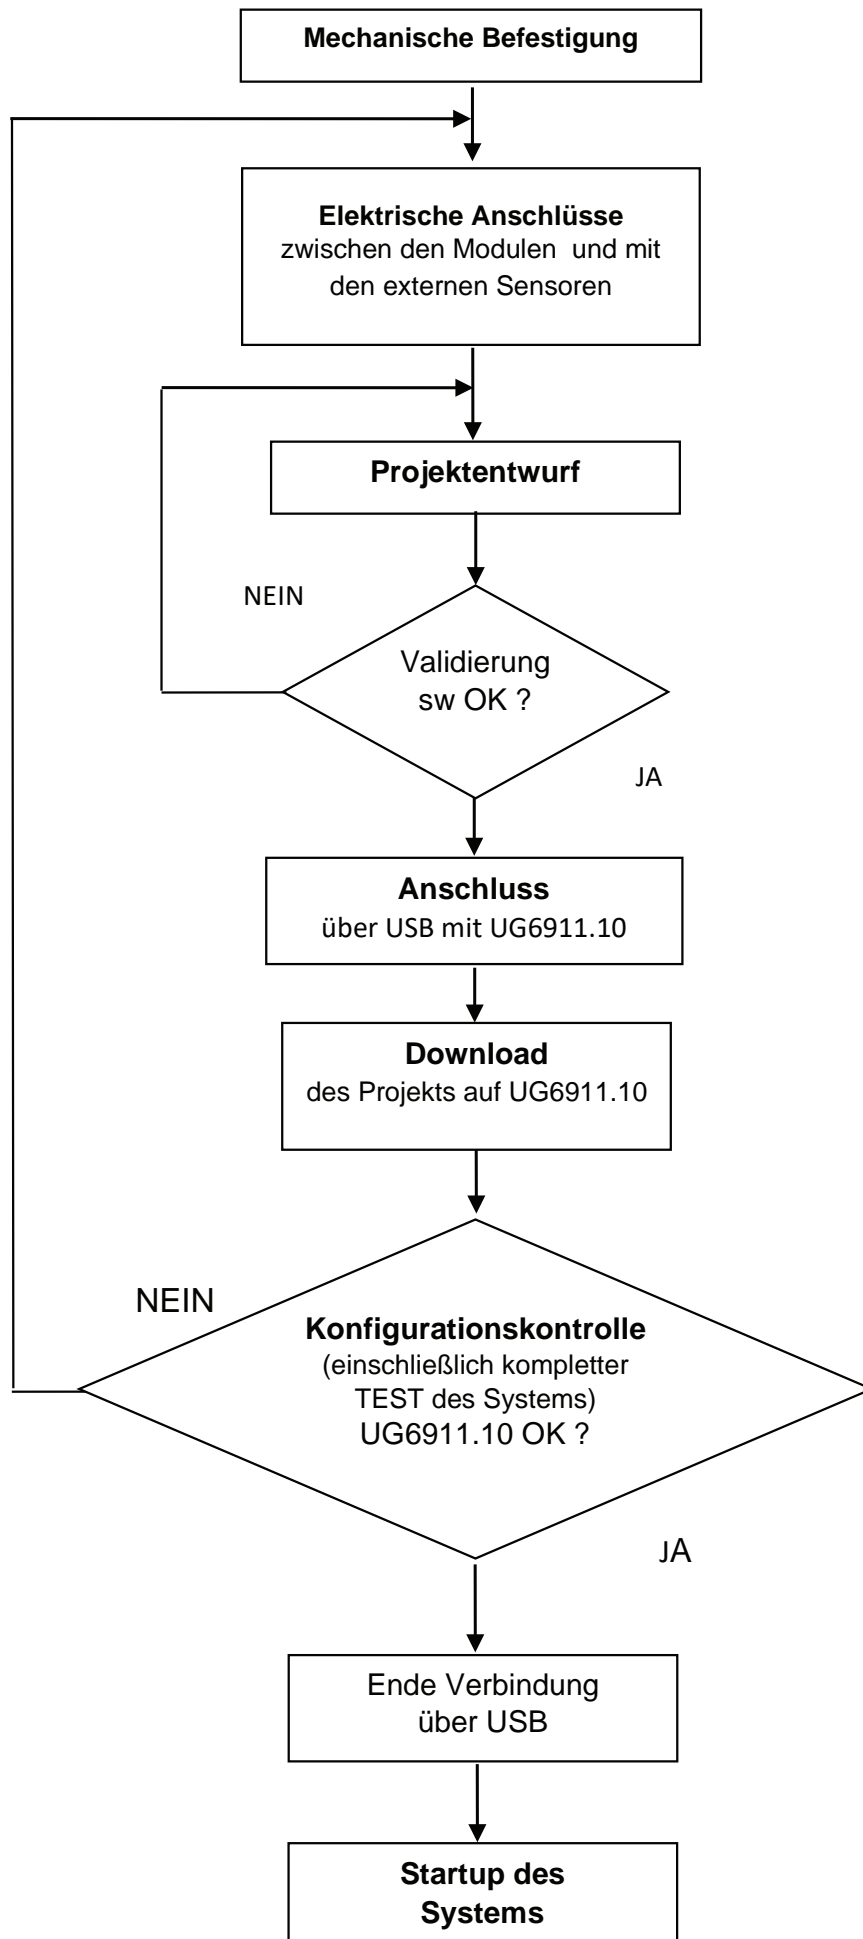 Mechanische Befestigung
Elektrische Anschlüsse
zwischen den Modulen und mit
den externen Sensoren
Projektentwurf
NEIN
Validierung
sw OK ?
JA
Anschluss
über USB mit UG6911.10
Download
des Projekts auf UG6911.10
NEIN
Konfigurationskontrolle
(einschließlich kompletter
TEST des Systems)
UG6911.10 OK ?
JA
Ende Verbindung
über USB
Startup des
Systems